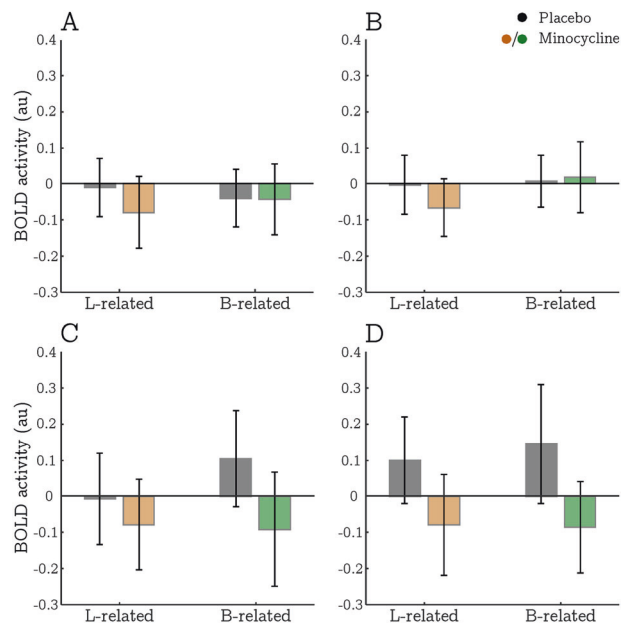 A
B
Placebo
/ Minocycline
BOLD activity (au)
0.4
0.3
0.2
0.1
0
-0.1
-0.2
-0.3
L-related
B-related
0.4
0.3
0.2
0.1
0
-0.1
-0.2
-0.3
L-related
B-related
C
D
BOLD activity (au)
0.4
0.3
0.2
0.1
0
-0.1
-0.2
-0.3
L-related
B-related
0.4
0.3
0.2
0.1
0
-0.1
-0.2
-0.3
L-related
B-related